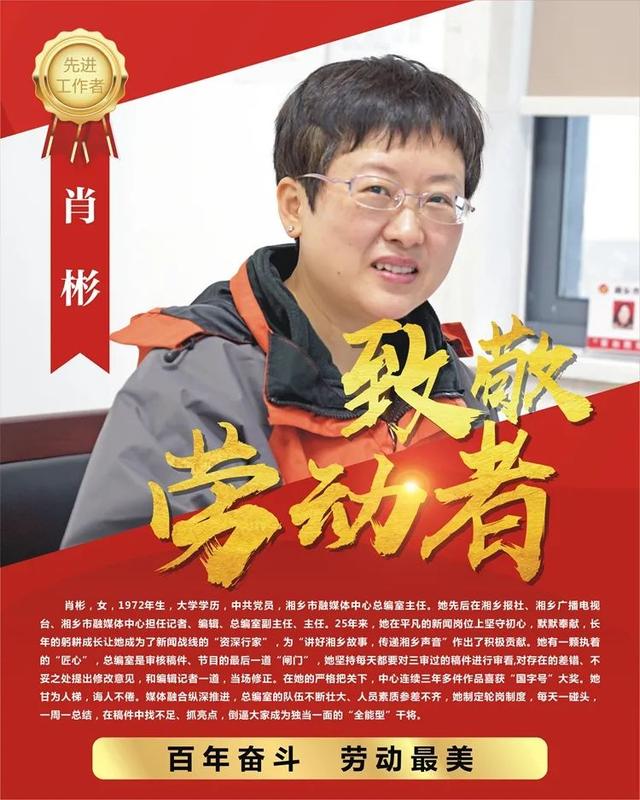 先进
工作者
肖彬
致敬
劳动者
肖彬，女，1972年生，大学学历，中共党员，湘乡市融媒体中心总编室主任。她先后在湘乡报社、湘乡广播电视
台、湘乡市融媒体中心担任记者、编辑、总编室副主任、主任。25年来，她在平凡的新闻岗位上坚守初心，默默奉献，长
年的躬耕成长让她成为了新闻战线的“资深行家”，为“讲好湘乡故事，传递湘乡声音”作出了积极贡献。她有一颗执着
的“匠心”，总编室是审核稿件、节目的最后一道“闸门”，她坚持每天都要对三审过的稿件进行审看,对存在的差错、不
妥之处提出修改意见，和编辑记者一道，当场修正。在她的严格把关下，中心连续三年多件作品喜获“国字号”大奖。她
甘为人梯，诲人不倦。媒体融合纵深推进，总编室的队伍不断壮大、人员素质参差不齐，她制定轮岗制度，每天一碰头，
一周一总结，在稿件中找不足、抓亮点，倒逼大家成为独当一面的“全能型”干将。
百年奋斗 劳动最美